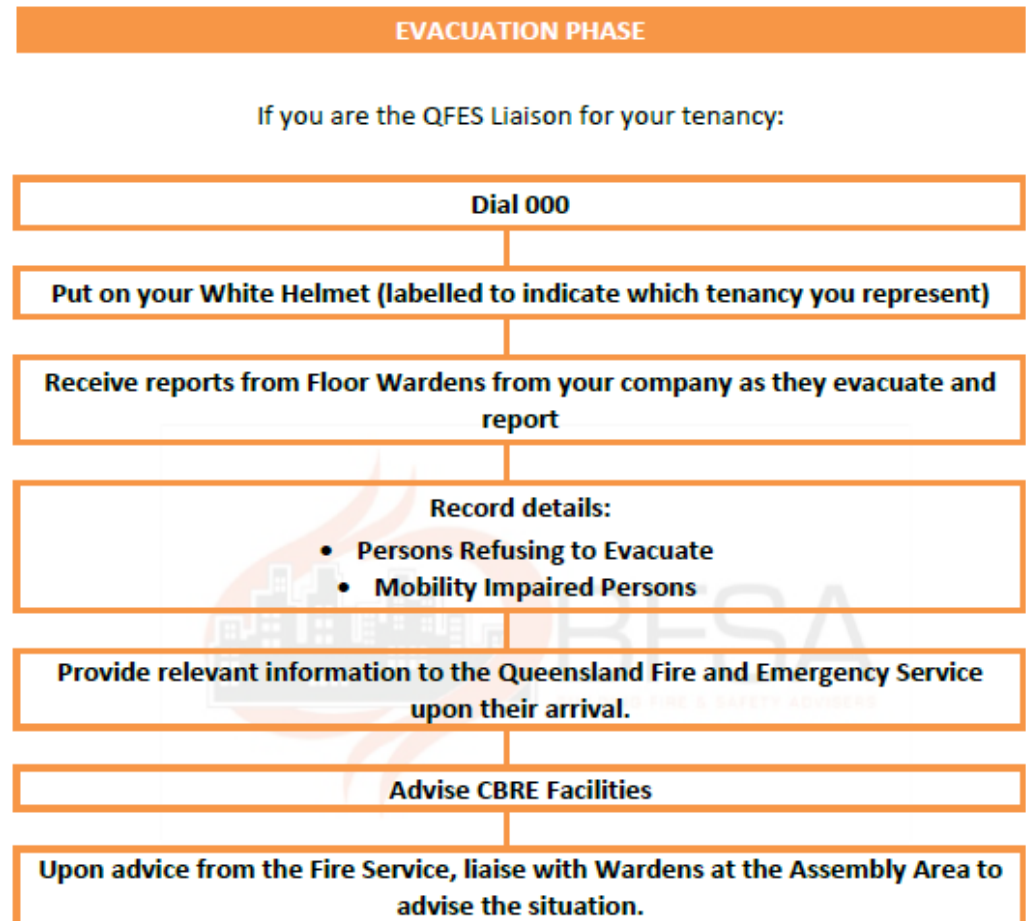 EVACUATION PHASE
If you are the QFES Liaison for your tenancy:
Dial 000
Put on your White Helmet (labelled to indicate which tenancy you represent)
Receive reports from Floor Wardens from your company as they evacuate and
report
Record details:
• Persons Refusing to Evacuate
• Mobility Impaired Persons
BFSA
Provide relevant information to the Queensland Fire and Emergency Service
upon their arrival.
FIRE & SAFETY ADVISERS
Advise CBRE Facilities
Upon advice from the Fire Service, liaise with Wardens at the Assembly Area to
advise the situation.